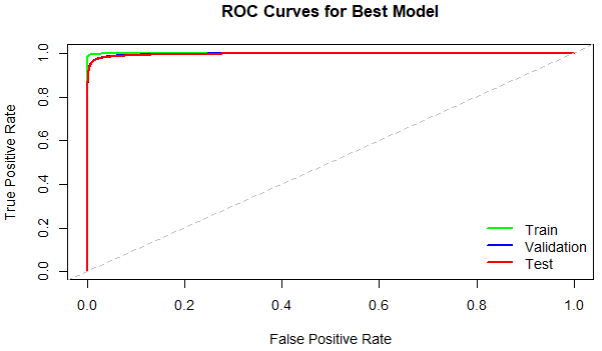 ROC Curves for Best Model
True Positive Rate
1.0
0.8
0.6
0.4
0.2
0.0
Train
Validation
Test
0.0 0.2 0.4 0.6 0.8 1.0
False Positive Rate